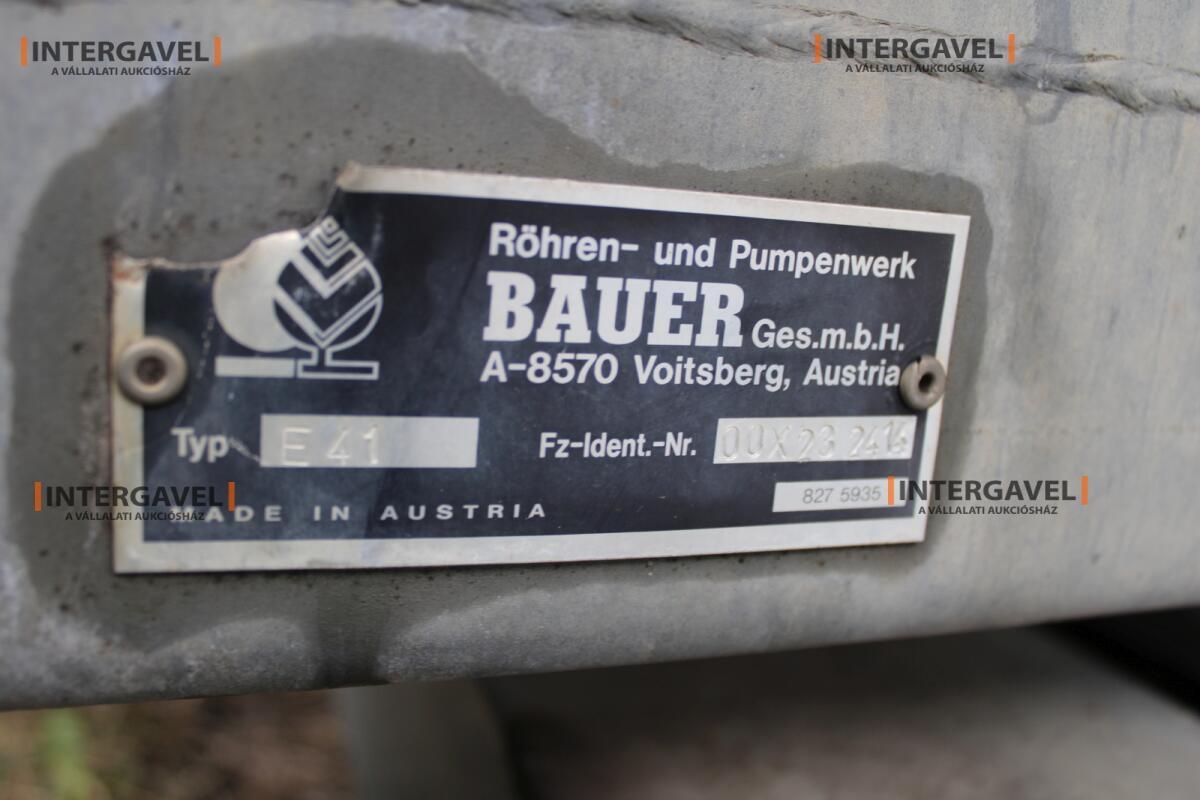 INTERGAVEL
A VÁLLALATI AUKCIÓSHÁZ
INTERGAVEL
A VÁLLALATI AUKCIÓSHÁZ
Röhren- und Pumpenwerk
BAUER Ges.m.b.H.
A-8570 Voitsberg, Austria
Typ E 41
Fz-Ident.-Nr. 00X23 2414
827 5935
INTERGAVEL
A VÁLLALATI AUKCIÓSHÁZ
INTERGAVEL
A VÁLLALATI AUKCIÓSHÁZ
MADE IN AUSTRIA